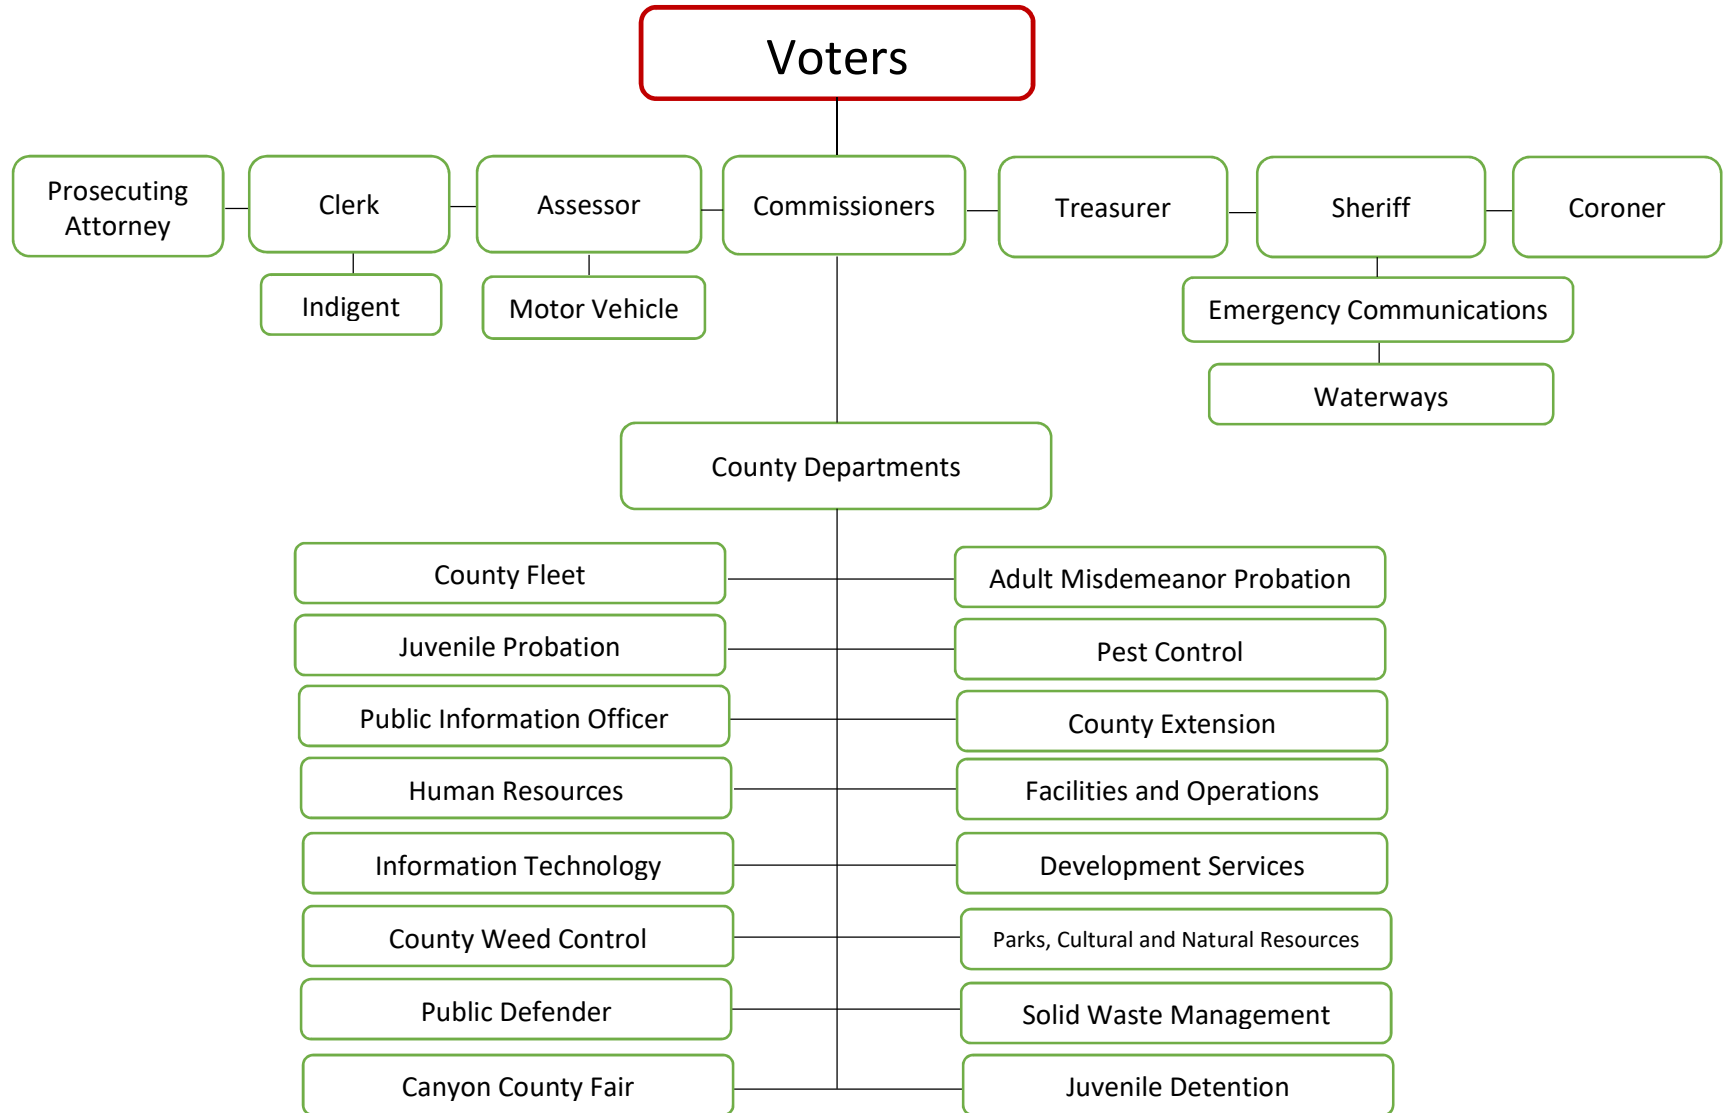 Voters
Prosecuting
Attorney
Clerk
Assessor
Commissioners
Treasurer
Sheriff
Coroner
Indigent
Motor Vehicle
Emergency Communications
Waterways
County Departments
County Fleet
Adult Misdemeanor Probation
Juvenile Probation
Pest Control
Public Information Officer
County Extension
Human Resources
Facilities and Operations
Information Technology
Development Services
County Weed Control
Parks, Cultural and Natural Resources
Public Defender
Solid Waste Management
Canyon County Fair
Juvenile Detention